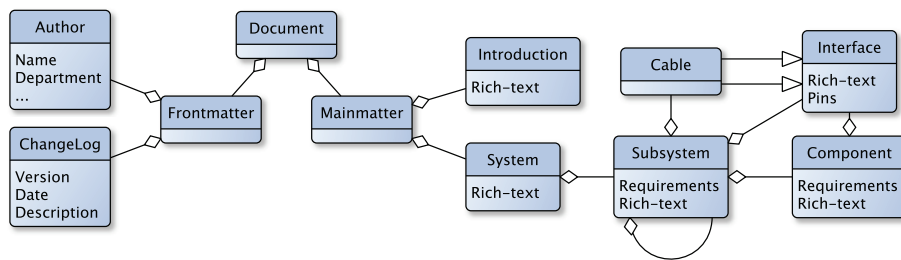 Author
Name
Department
...
ChangeLog
Version
Date
Description
Document
Frontmatter
Mainmatter
Introduction
Rich-text
System
Rich-text
Cable
Subsystem
Requirements
Rich-text
Interface
Rich-text
Pins
Component
Requirements
Rich-text